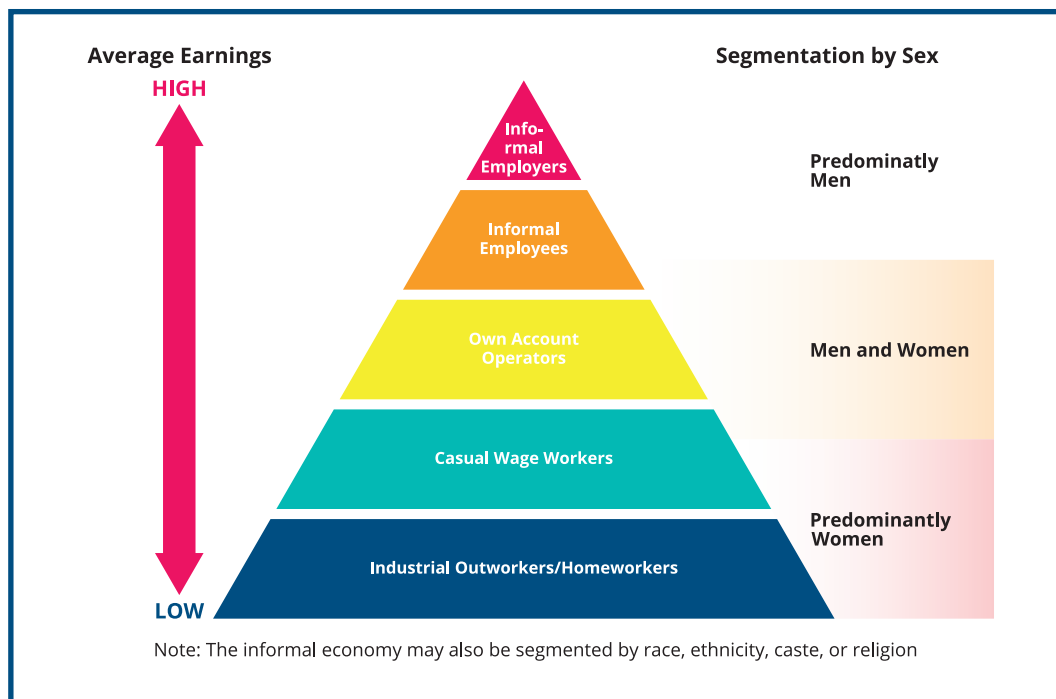 Average Earnings
HIGH
Segmentation by Sex
Info-
rmal
Employers
Predominatly
Men
Informal
Employees
Own Account
Operators
Men and Women
Casual Wage Workers
Predominantly
Women
Industrial Outworkers/Homeworkers
LOW
Note: The informal economy may also be segmented by race, ethnicity, caste, or religion